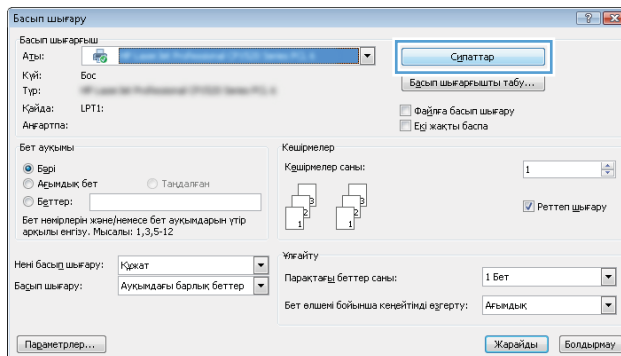 Басып шығару
Басып шығарғыш
Аты:
Сипаттар
Күй: Бос
Түр:
Басып шығарғышты табу...
Қайда: LPT1:
Файлға басып шығару
Аңғартпа:
Екі жақты баспа
Бет ауқымы
Бәрі
Ағымдық бет
Таңдалған
Беттер:
Бет нөмірлерін және/немесе бет ауқымдарын үтір
арқылы енгізу. Мысалы: 1,3,5-12
Көшірмелер
Көшірмелер саны: 1
Реттеп шығару
Нені басып шығару: Құжат
Басып шығару: Ауқымдағы барлық беттер
Ұлғайту
Парақтағы беттер саны: 1 Бет
Бет өлшемі бойынша кеңейтімді өзгерту: Ағымдық
Параметрлер...
Жарайды
Болдырмау